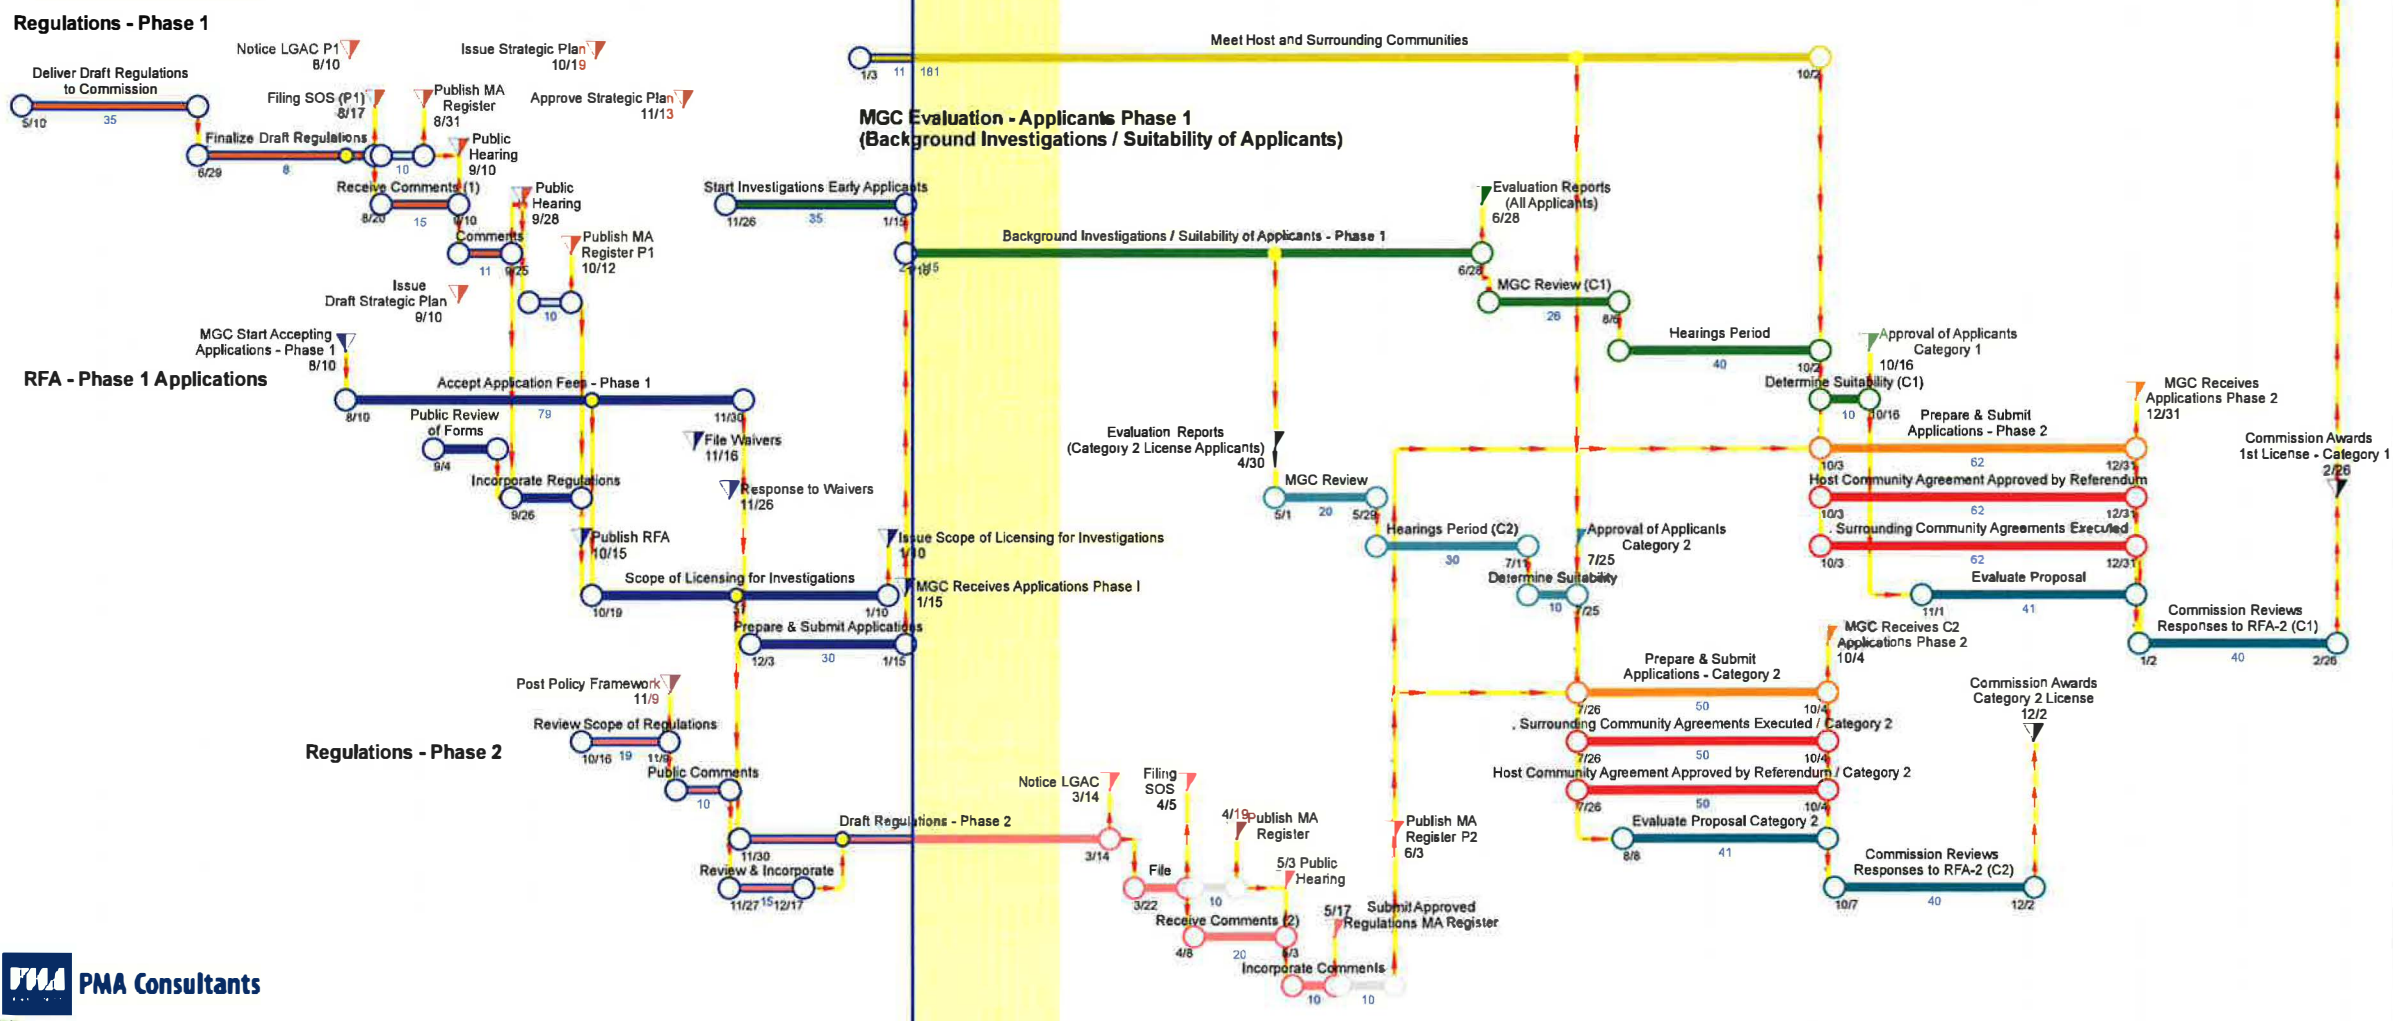 Regulations - Phase 1
Notice LGAC P1
8/10
Issue Strategic Plan
10/19
Deliver Draft Regulations
to Commission
5/10
35
Filing SOS (P1)
8/17
Publish MA
Register
8/31
Approve Strategic Plan
11/13
Finalize Draft Regulations
6/29
8
10
Public
Hearing
9/10
Receive Comments (1)
8/20
15
9/10
Public
Hearing
9/28
Comments
11
9/25
Publish MA
Register P1
10/12
10
Issue
Draft Strategic Plan
9/10
Meet Host and Surrounding Communities
1/3
11
181
10/2
MGC Evaluation - Applicants Phase 1
(Background Investigations / Suitability of Applicants)
Start Investigations Early Applicants
11/26
35
1/15
Background Investigations / Suitability of Applicants - Phase 1
1/16
115
6/28
Evaluation Reports
(All Applicants)
6/28
MGC Review (C1)
26
8/6
Hearings Period
40
10/2
Approval of Applicants
Category 1
10/16
Determine Suitability (C1)
10
10/16
MGC Start Accepting
Applications - Phase 1
8/10
RFA - Phase 1 Applications
Accept Application Fees - Phase 1
8/10
79
11/30
Public Review
of Forms
9/4
File Waivers
11/16
Incorporate Regulations
9/26
Response to Waivers
11/26
Publish RFA
10/15
Issue Scope of Licensing for Investigations
1/10
Scope of Licensing for Investigations
10/19
51
1/10
MGC Receives Applications Phase I
1/15
Prepare & Submit Applications
12/3
30
1/15
Evaluation Reports
(Category 2 License Applicants)
4/30
MGC Review
5/1
20
5/29
Hearings Period (C2)
30
7/11
Approval of Applicants
Category 2
7/25
Determine Suitability
10
7/25
Prepare & Submit
Applications - Phase 2
10/3
62
12/31
MGC Receives
Applications Phase 2
12/31
Host Community Agreement Approved by Referendum
10/3
62
12/31
. Surrounding Community Agreements Executed
10/3
62
12/31
Evaluate Proposal
11/1
41
Commission Reviews
Responses to RFA-2 (C1)
1/2
40
2/26
Commission Awards
1st License - Category 1
2/26
MGC Receives C2
Applications Phase 2
10/4
Prepare & Submit
Applications - Category 2
7/26
50
10/4
. Surrounding Community Agreements Executed / Category 2
7/26
50
10/4
Host Community Agreement Approved by Referendum / Category 2
7/26
50
10/4
Evaluate Proposal Category 2
8/8
41
Commission Reviews
Responses to RFA-2 (C2)
10/7
40
12/2
Commission Awards
Category 2 License
12/2
Post Policy Framework
11/9
Review Scope of Regulations
10/16
19
11/9
Regulations - Phase 2
Public Comments
10
Draft Regulations - Phase 2
11/30
3/14
Review & Incorporate
11/27
15
12/17
Notice LGAC
3/14
Filing
SOS
4/5
File
3/22
10
4/19
Publish MA
Register
5/3 Public
Hearing
Receive Comments (2)
4/8
20
5/3
5/17
Submit Approved
Regulations MA Register
Incorporate Comments
10
10
Publish MA
Register P2
6/3
PMA
PMA Consultants